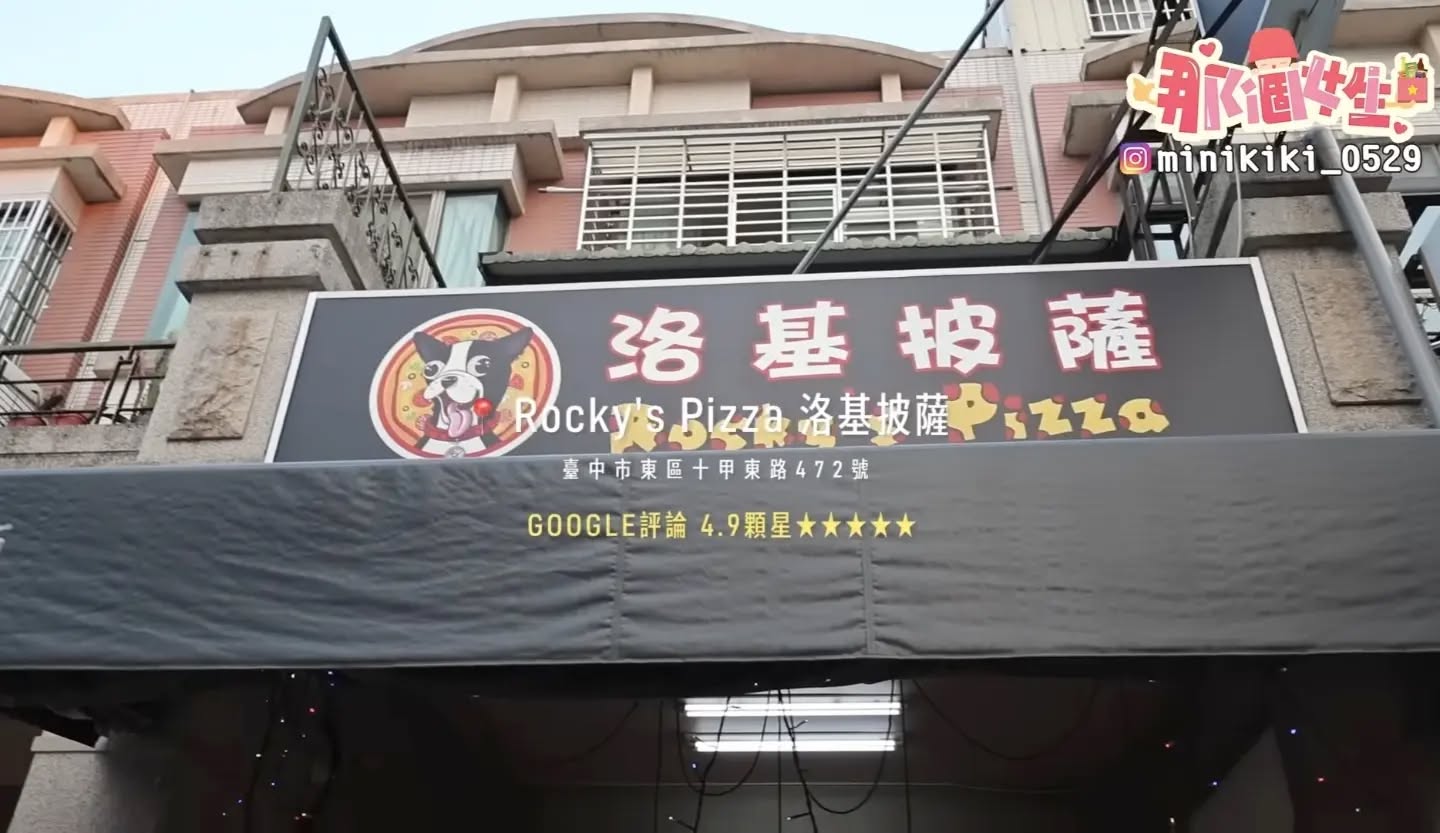 那個女生
minikiki_0529
洛基披薩
Rocky's Pizza
Rocky's Pizza 洛基披薩
臺中市東區十甲東路472號
GOOGLE評論 4.9顆星★★★★★